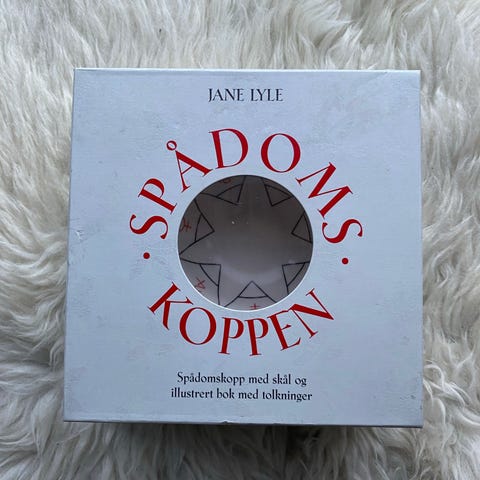 JANE LYLE
· SPÅDOMS ·
KOPPEN
Spådomskopp med skål og
illustrert bok med tolkninger